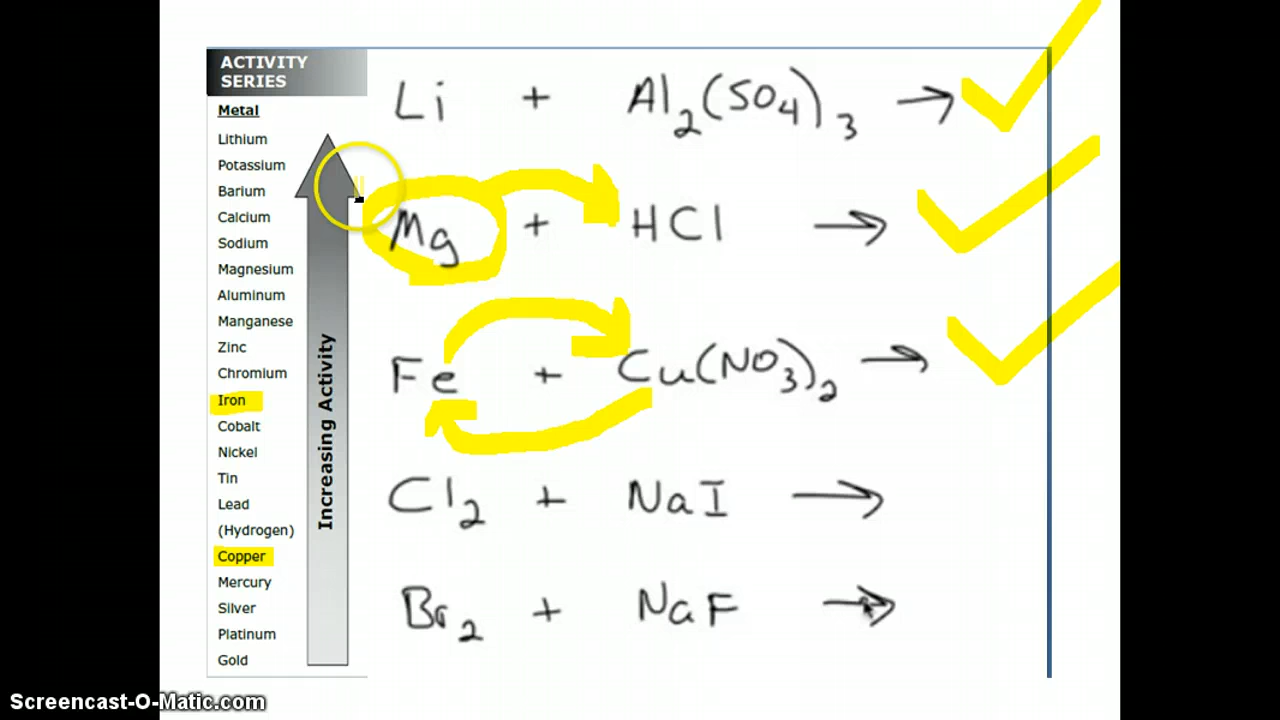 ACTIVITY
SERIES
Metal
Lithium
Potassium
Barium
Calcium
Sodium
Magnesium
Aluminum
Manganese
Zinc
Chromium
Iron
Cobalt
Nickel
Tin
Lead
(Hydrogen)
Copper
Mercury
Silver
Platinum
Gold
Increasing Activity
Li + Al₂(SO₄)₃ →
Mg + HCl →
Fe + Cu(NO₃)₂ →
Cl₂ + NaI →
Br₂ + NaF →
Screencast-O-Matic.com